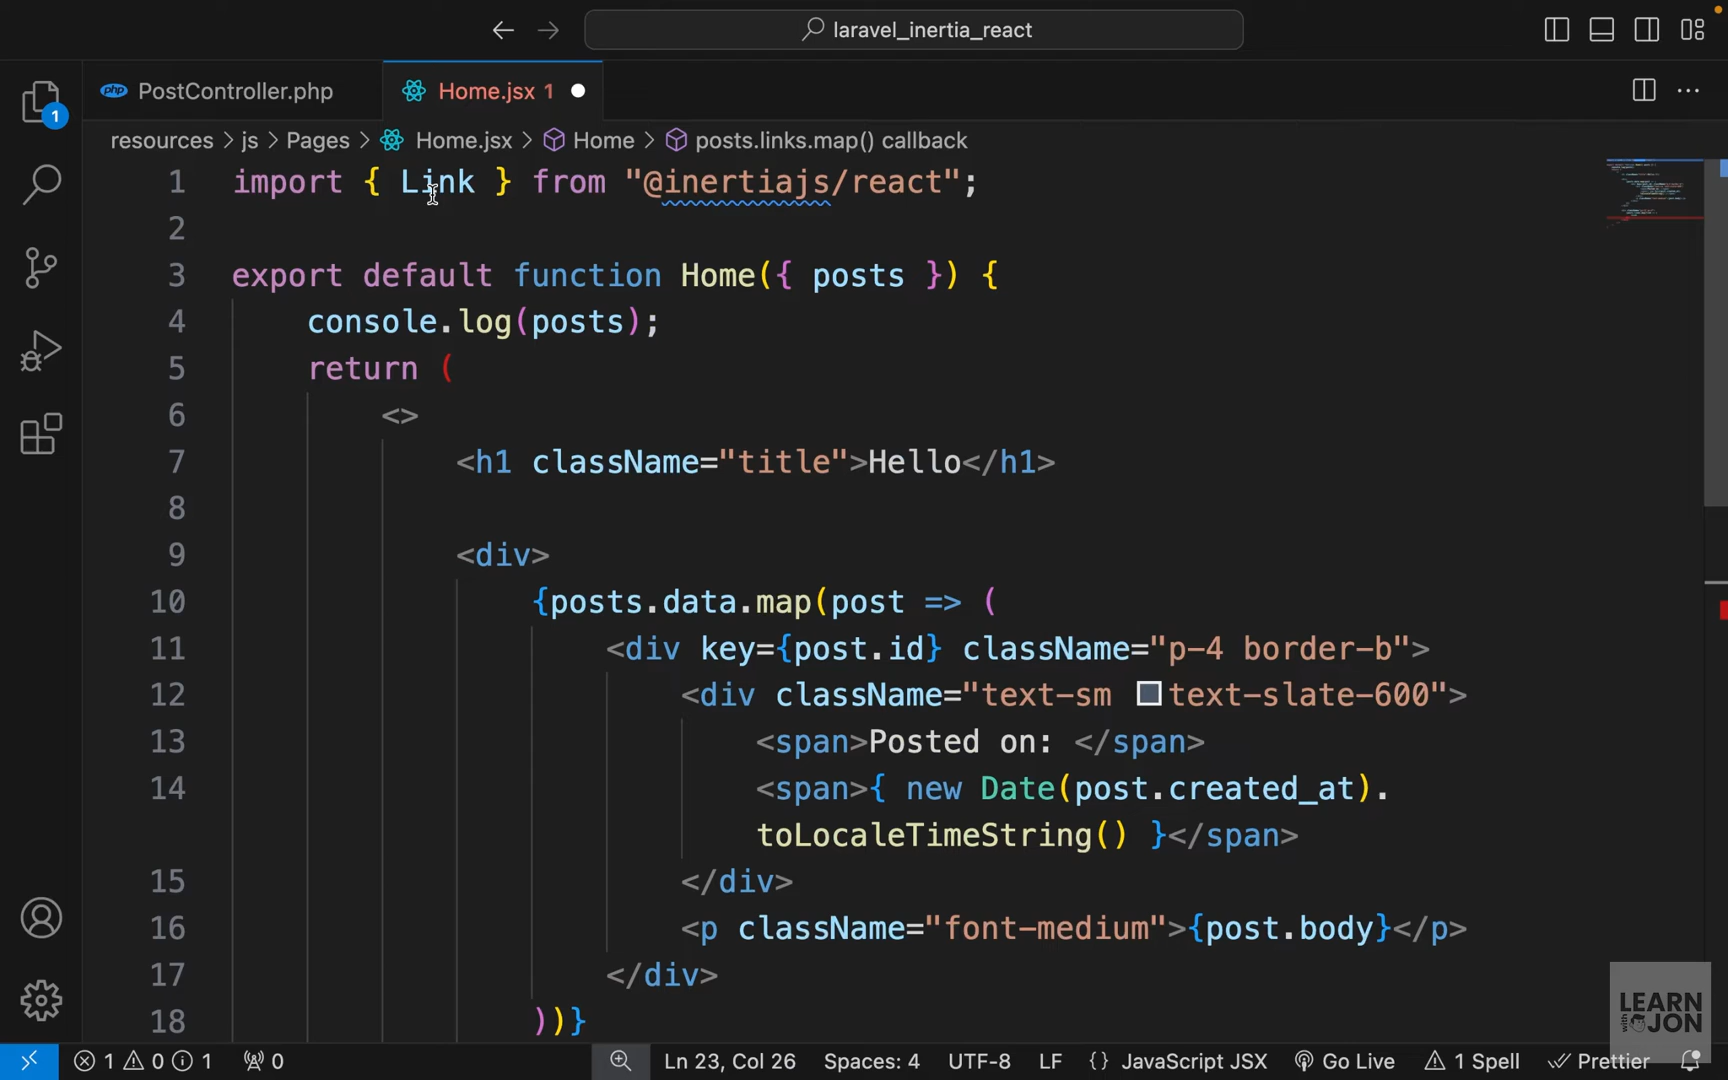 laravel_inertia_react
PostController.php
Home.jsx 1
resources > js > Pages > Home.jsx > Home > posts.links.map() callback
1
1 import { Link } from "@inertiajs/react";
2
3 export default function Home({ posts }) {
4 console.log(posts);
5 return (
6 <>
7 <h1 className="title">Hello</h1>
8
9 <div>
10 {posts.data.map(post => (
11 <div key={post.id} className="p-4 border-b">
12 <div className="text-sm text-slate-600">
13 <span>Posted on: </span>
14 <span>{ new Date(post.created_at).
toLocaleTimeString() }</span>
15 </div>
16 <p className="font-medium">{post.body}</p>
17 </div>
18 ))}
LEARN
with
JON
1 0 1 0 Ln 23, Col 26 Spaces: 4 UTF-8 LF {} JavaScript JSX Go Live 1 Spell Prettier